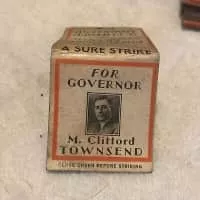 A SURE STRIKE
FOR
GOVERNOR
M. Clifford
TOWNSEND
CLOSE COVER BEFORE STRIKING